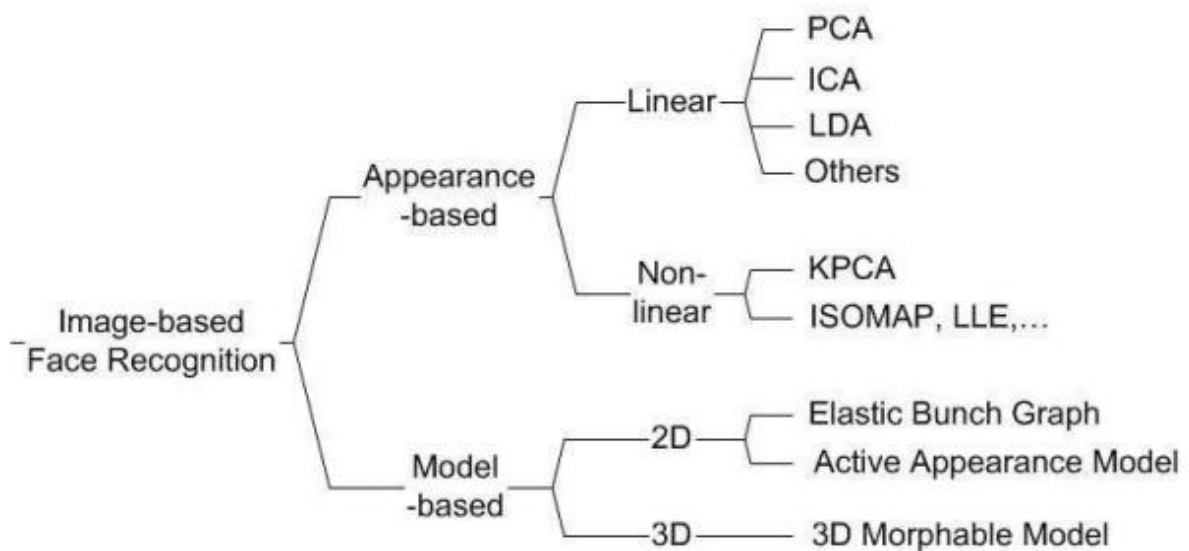 PCA
ICA
Linear
LDA
Others
Appearance
-based
Non-
linear
KPCA
ISOMAP, LLE,...
Image-based
Face Recognition
Elastic Bunch Graph
2D
Active Appearance Model
Model
-based
3D
3D Morphable Model